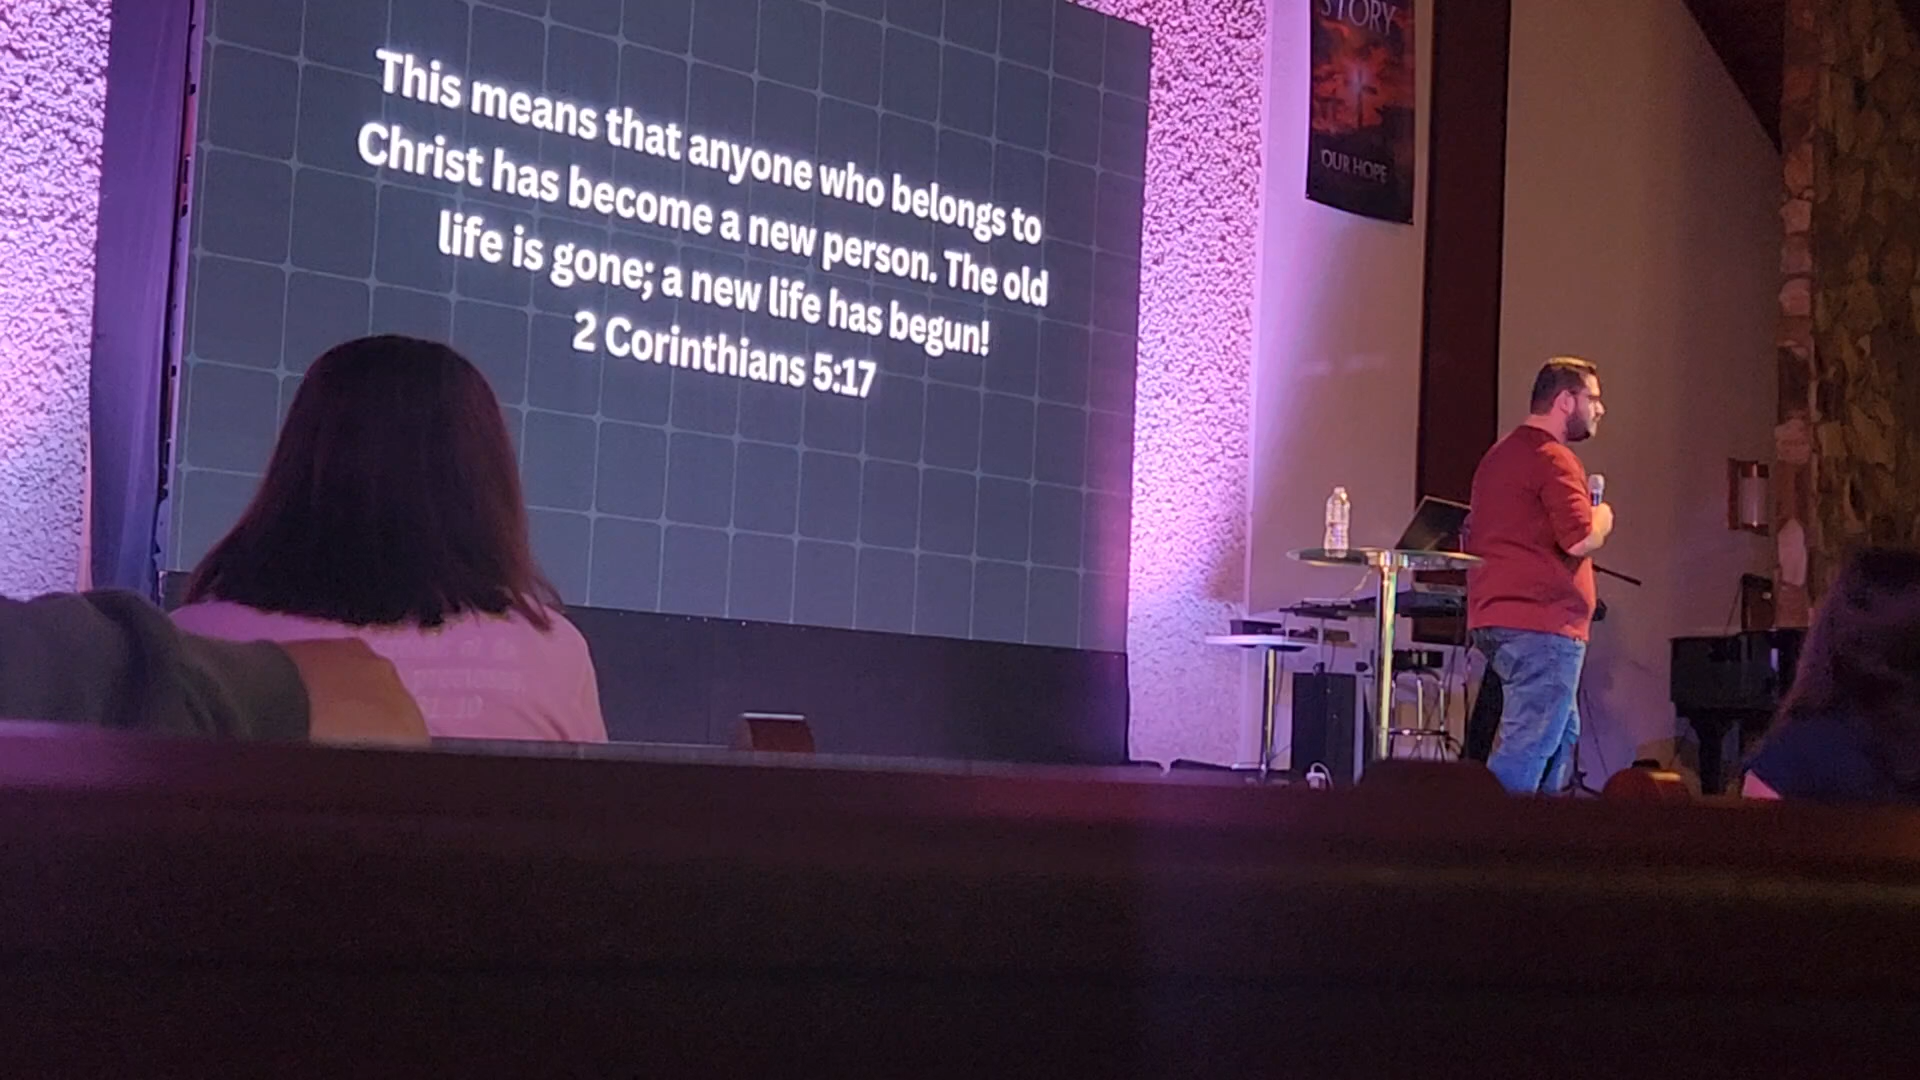 This means that anyone who belongs to
Christ has become a new person. The old
life is gone; a new life has begun!
2 Corinthians 5:17
STORY
OUR HOPE